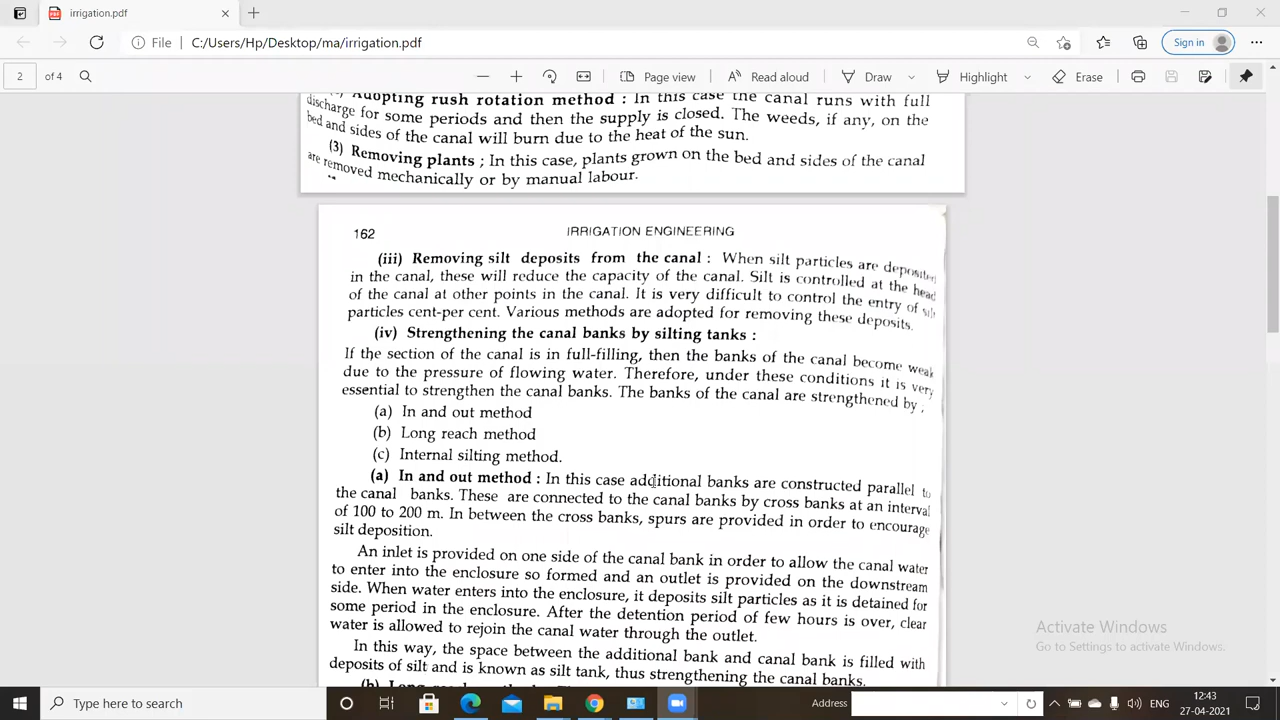 irrigation.pdf
File C:/Users/Hp/Desktop/ma/irrigation.pdf Sign in
2 of 4 Page view Read aloud Draw Highlight Erase
Adopting rush rotation method : In this case the canal runs with full
discharge for some periods and then the supply is closed. The weeds, if any, on the
bed and sides of the canal will burn due to the heat of the sun.
(3) Removing plants ; In this case, plants grown on the bed and sides of the canal
are removed mechanically or by manual labour.
162 IRRIGATION ENGINEERING
(iii) Removing silt deposits from the canal : When silt particles are deposited
in the canal, these will reduce the capacity of the canal. Silt is controlled at the head
of the canal at other points in the canal. It is very difficult to control the entry of silt
particles cent-per cent. Various methods are adopted for removing these deposits.
(iv) Strengthening the canal banks by silting tanks :
If the section of the canal is in full-filling, then the banks of the canal become weak
due to the pressure of flowing water. Therefore, under these conditions it is very
essential to strengthen the canal banks. The banks of the canal are strengthened by ;
(a) In and out method
(b) Long reach method
(c) Internal silting method.
(a) In and out method : In this case additional banks are constructed parallel to
the canal banks. These are connected to the canal banks by cross banks at an interval
of 100 to 200 m. In between the cross banks, spurs are provided in order to encourage
silt deposition.
An inlet is provided on one side of the canal bank in order to allow the canal water
to enter into the enclosure so formed and an outlet is provided on the downstream
side. When water enters into the enclosure, it deposits silt particles as it is detained for
some period in the enclosure. After the detention period of few hours is over, clear
water is allowed to rejoin the canal water through the outlet.
In this way, the space between the additional bank and canal bank is filled with
deposits of silt and is known as silt tank, thus strengthening the canal banks.
Activate Windows
Go to Settings to activate Windows.
Type here to search Address ENG 12:43
27-04-2021